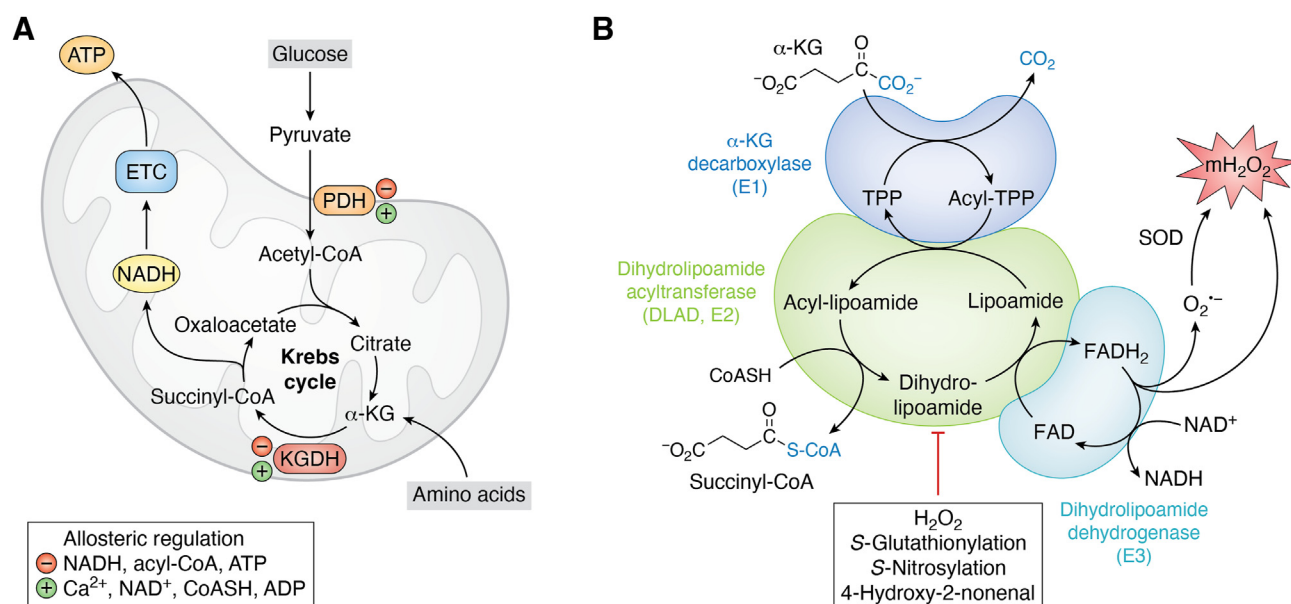 A
ATP
Glucose
Pyruvate
ETC
PDH
−
+
Acetyl-CoA
NADH
Oxaloacetate
Citrate
Krebs
cycle
Succinyl-CoA
α-KG
−
+
KGDH
Amino acids
Allosteric regulation
− NADH, acyl-CoA, ATP
+ Ca²⁺, NAD⁺, CoASH, ADP
B
α-KG
O
⁻O₂C
CO₂⁻
CO₂
α-KG
decarboxylase
(E1)
TPP
Acyl-TPP
mH₂O₂
SOD
O₂•⁻
Dihydrolipoamide
acyltransferase
(DLAD, E2)
Acyl-lipoamide
Lipoamide
FADH₂
CoASH
Dihydro-
lipoamide
FAD
NAD⁺
NADH
O
⁻O₂C
S-CoA
Succinyl-CoA
Dihydrolipoamide
dehydrogenase
(E3)
H₂O₂
S-Glutathionylation
S-Nitrosylation
4-Hydroxy-2-nonenal